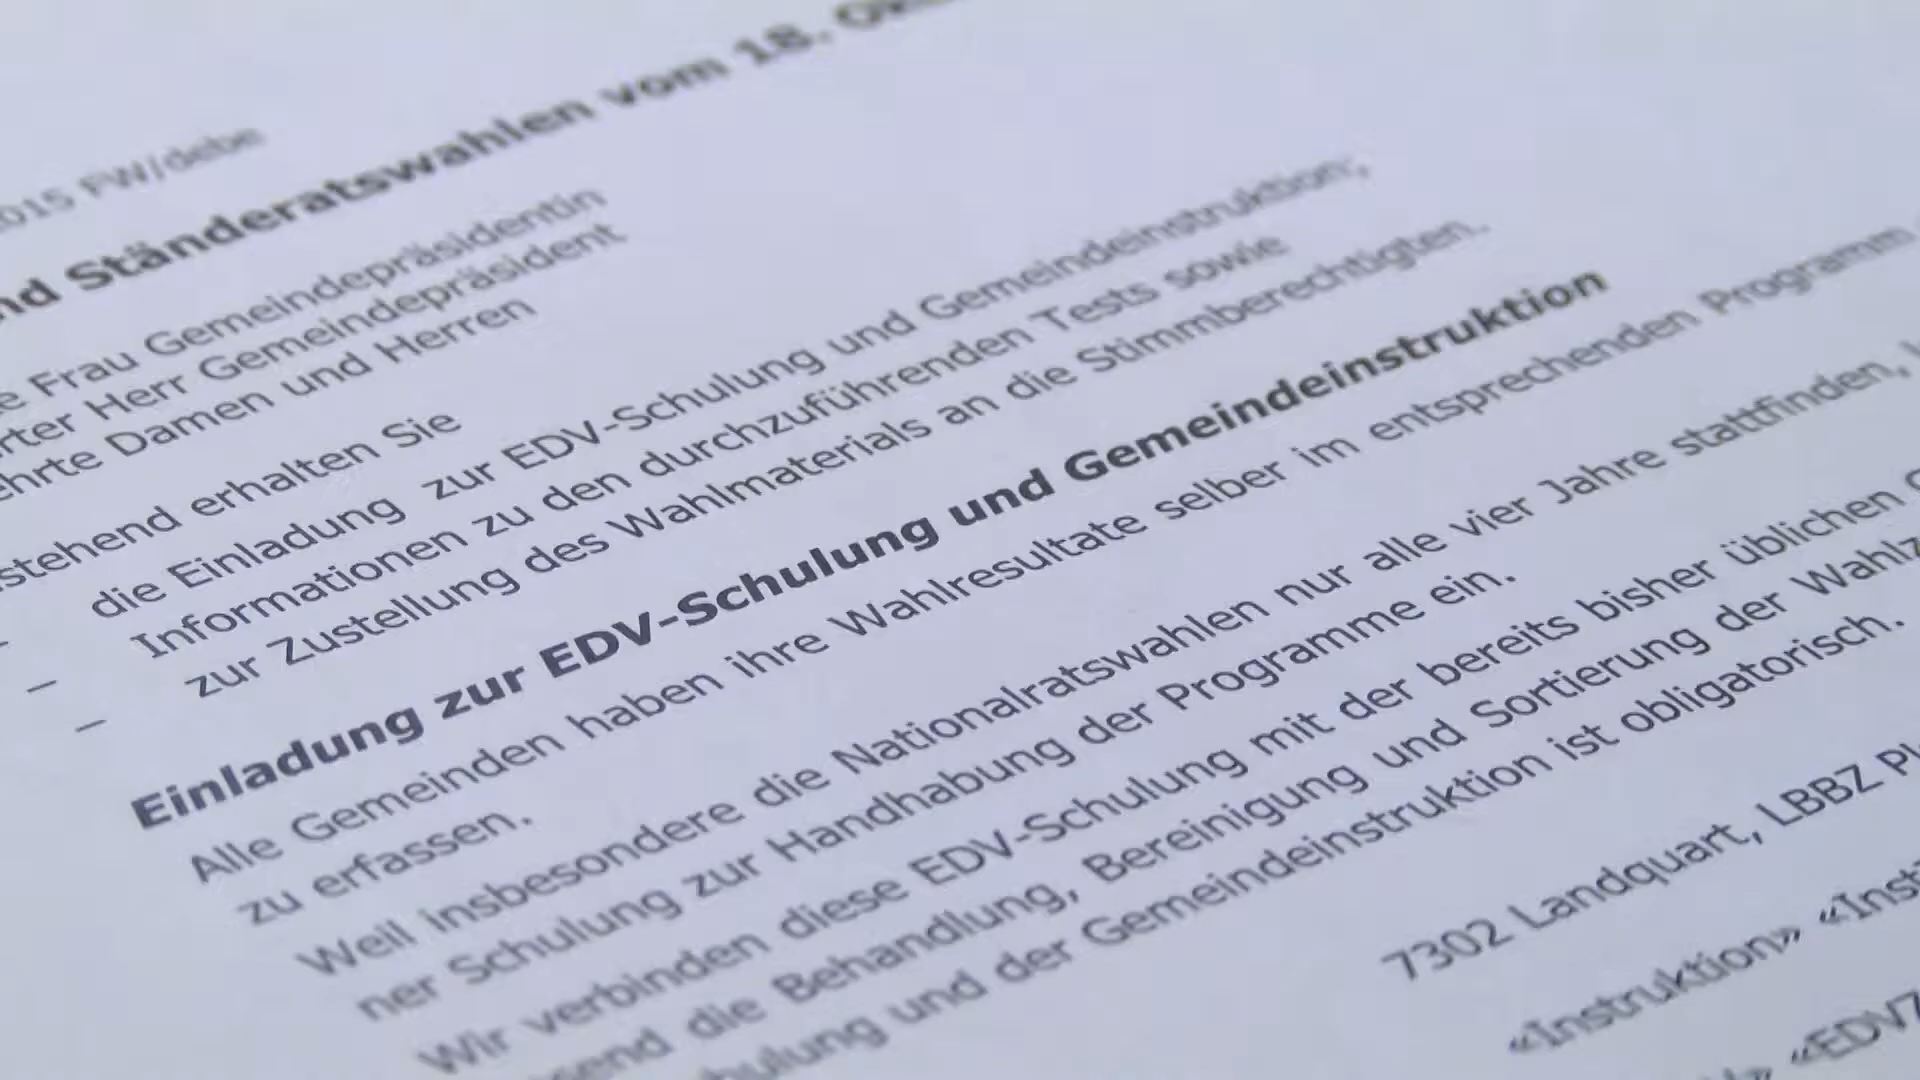 2015 FW/debe
nd Ständeratswahlen vom 18.
e Frau Gemeindepräsidentin
rter Herr Gemeindepräsident
ehrte Damen und Herren
stehend erhalten Sie
die Einladung zur EDV-Schulung und Gemeindeinstruktion;
– Informationen zu den durchzuführenden Tests sowie
– zur Zustellung des Wahlmaterials an die Stimmberechtigten.
Einladung zur EDV-Schulung und Gemeindeinstruktion
Alle Gemeinden haben ihre Wahlresultate selber im entsprechenden Programm
zu erfassen.
Weil insbesondere die Nationalratswahlen nur alle vier Jahre stattfinden,
ner Schulung zur Handhabung der Programme ein.
Wir verbinden diese EDV-Schulung mit der bereits bisher üblichen
send die Behandlung, Bereinigung und Sortierung der Wahlz
hulung und der Gemeindeinstruktion ist obligatorisch.
7302 Landquart, LBBZ
«Instruktion» «Inst
«EDVZ